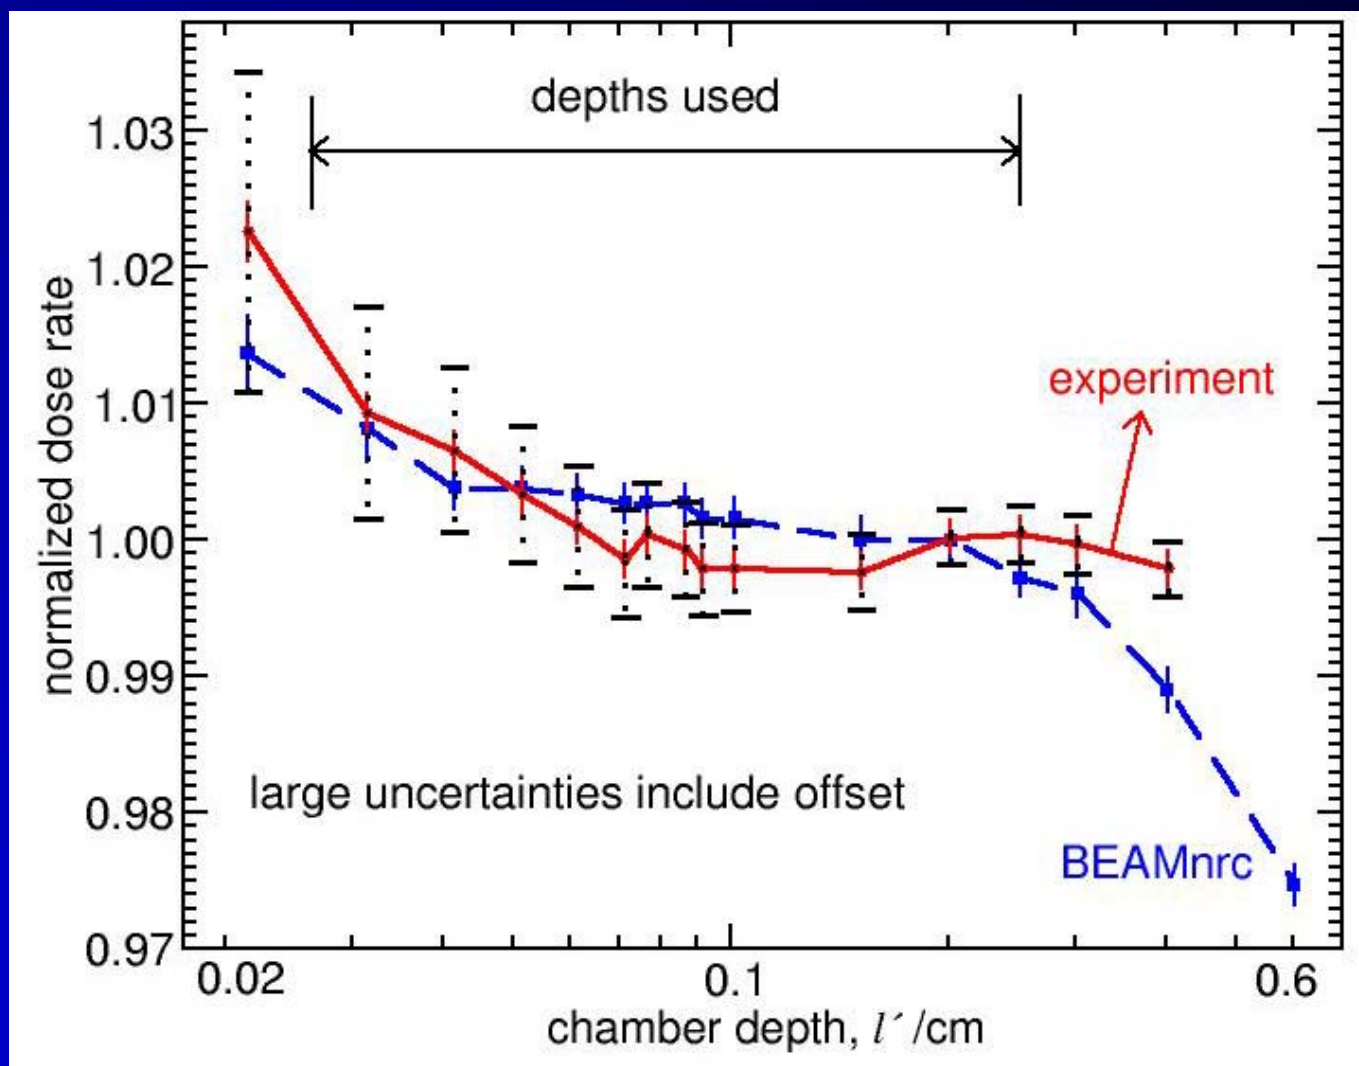 depths used
1.03
1.02
1.01
1.00
0.99
0.98
0.97
normalized dose rate
experiment
large uncertainties include offset
BEAMnrc
0.02
0.1
0.6
chamber depth, l´/cm